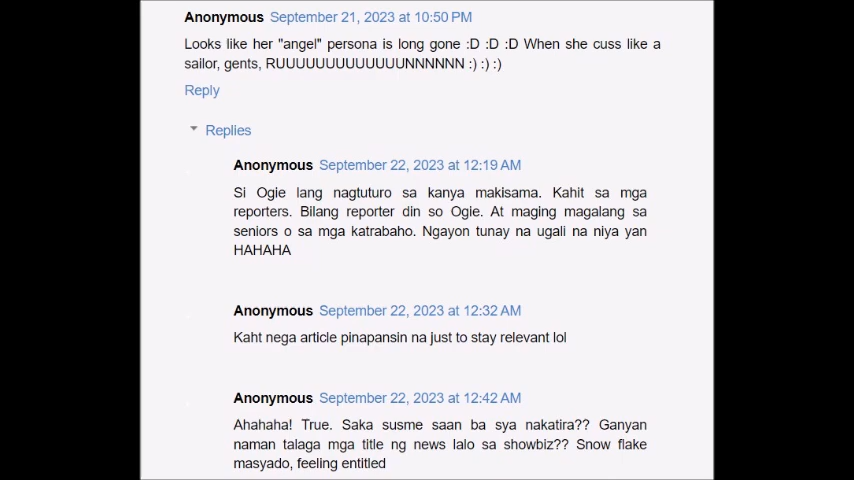 Anonymous September 21, 2023 at 10:50 PM
Looks like her "angel" persona is long gone :D :D :D When she cuss like a
sailor, gents, RUUUUUUUUUUUUUNNNNNN :) :) :)
Reply
Replies
Anonymous September 22, 2023 at 12:19 AM
Si Ogie lang nagtuturo sa kanya makisama. Kahit sa mga
reporters. Bilang reporter din so Ogie. At maging magalang sa
seniors o sa mga katrabaho. Ngayon tunay na ugali na niya yan
HAHAHA
Anonymous September 22, 2023 at 12:32 AM
Kaht nega article pinapansin na just to stay relevant lol
Anonymous September 22, 2023 at 12:42 AM
Ahahaha! True. Saka susme saan ba sya nakatira?? Ganyan
naman talaga mga title ng news lalo sa showbiz?? Snow flake
masyado, feeling entitled